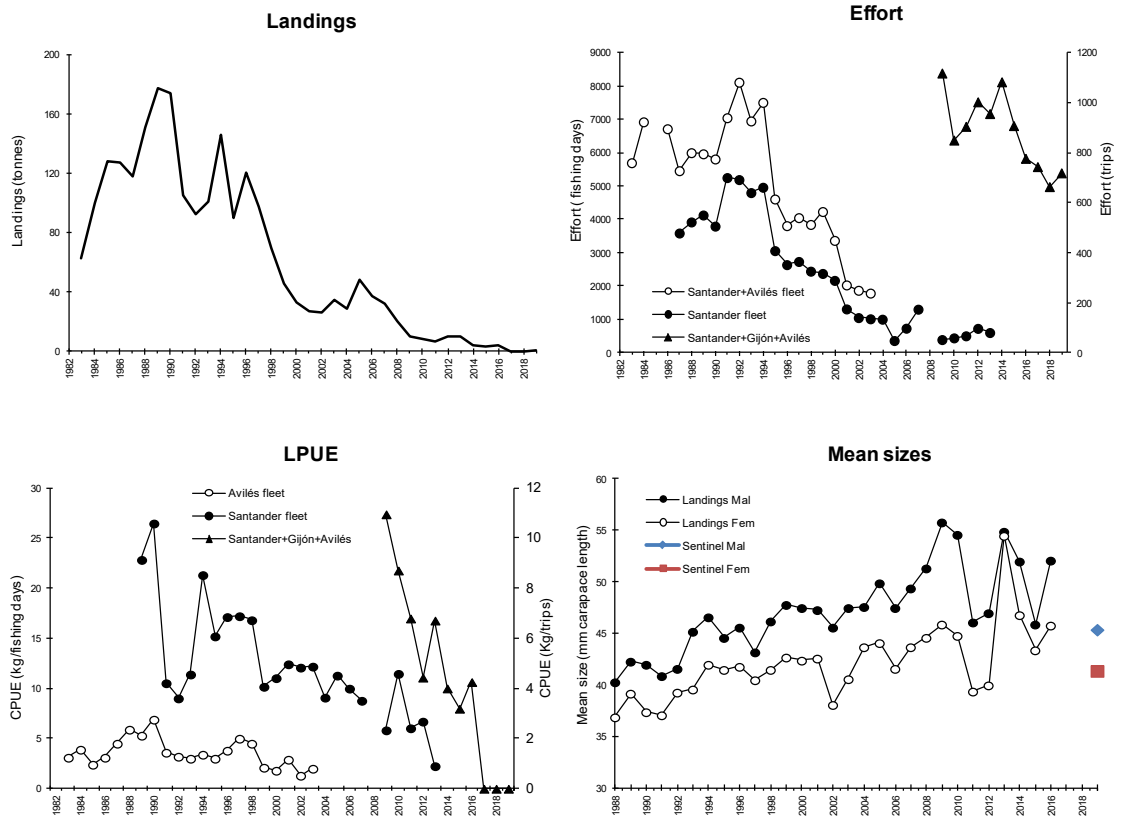 Landings
Landings (tonnes)
200
160
120
80
40
0
1982 1984 1986 1988 1990 1992 1994 1996 1998 2000 2002 2004 2006 2008 2010 2012 2014 2016 2018
Effort
Effort ( fishing days)
9000
8000
7000
6000
5000
4000
3000
2000
1000
0
Santander+Avilés fleet
Santander fleet
Santander+Gijón+Avilés
1200
1000
800
600
400
200
0
Effort (trips)
1982 1984 1986 1988 1990 1992 1994 1996 1998 2000 2002 2004 2006 2008 2010 2012 2014 2016 2018
LPUE
CPUE (kg/fishing days)
30
25
20
15
10
5
0
Avilés fleet
Santander fleet
Santander+Gijón+Avilés
12
10
8
6
4
2
0
CPUE (Kg/trips)
1982 1984 1986 1988 1990 1992 1994 1996 1998 2000 2002 2004 2006 2008 2010 2012 2014 2016 2018
Mean sizes
Mean size (mm carapace length)
60
55
50
45
40
35
30
Landings Mal
Landings Fem
Sentinel Mal
Sentinel Fem
1988 1990 1992 1994 1996 1998 2000 2002 2004 2006 2008 2010 2012 2014 2016 2018